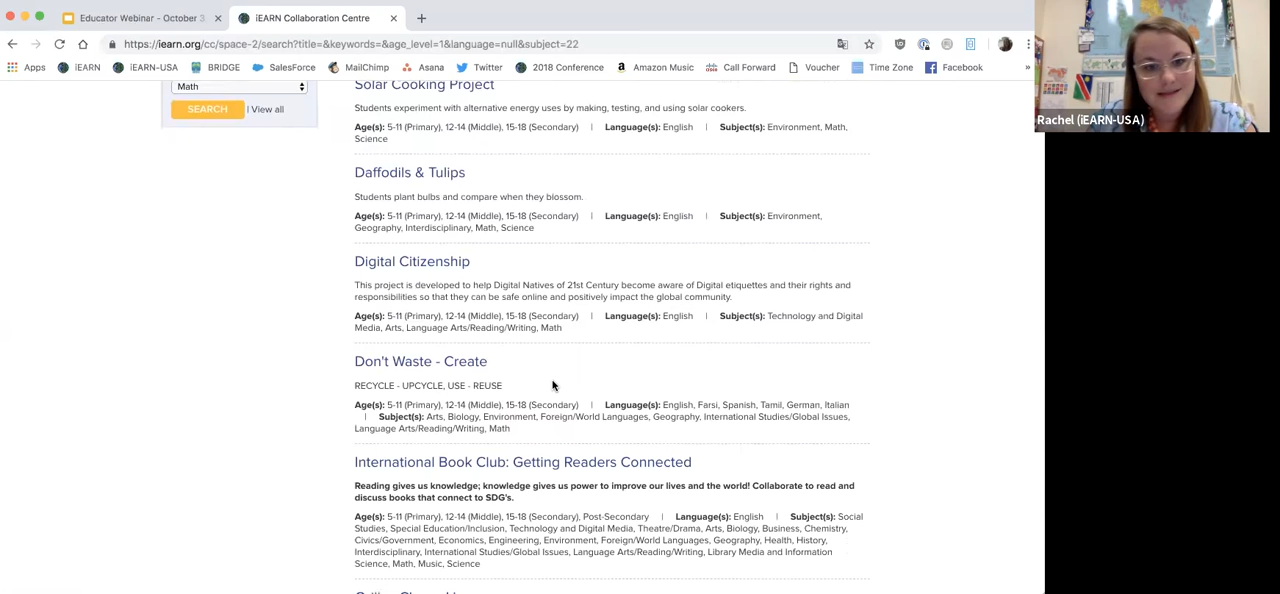 Educator Webinar - October 3
iEARN Collaboration Centre
https://iearn.org/cc/space-2/search?title=&keywords=&age_level=1&language=null&subject=22
Apps iEARN iEARN-USA BRIDGE SalesForce MailChimp Asana Twitter 2018 Conference Amazon Music Call Forward Voucher Time Zone Facebook »
Rachel (iEARN-USA)
Math
SEARCH | View all
Solar Cooking Project
Students experiment with alternative energy uses by making, testing, and using solar cookers.
Age(s): 5-11 (Primary), 12-14 (Middle), 15-18 (Secondary) | Language(s): English | Subject(s): Environment, Math,
Science
Daffodils & Tulips
Students plant bulbs and compare when they blossom.
Age(s): 5-11 (Primary), 12-14 (Middle), 15-18 (Secondary) | Language(s): English | Subject(s): Environment,
Geography, Interdisciplinary, Math, Science
Digital Citizenship
This project is developed to help Digital Natives of 21st Century become aware of Digital etiquettes and their rights and
responsibilities so that they can be safe online and positively impact the global community.
Age(s): 5-11 (Primary), 12-14 (Middle), 15-18 (Secondary) | Language(s): English | Subject(s): Technology and Digital
Media, Arts, Language Arts/Reading/Writing, Math
Don't Waste - Create
RECYCLE - UPCYCLE, USE - REUSE
Age(s): 5-11 (Primary), 12-14 (Middle), 15-18 (Secondary) | Language(s): English, Farsi, Spanish, Tamil, German, Italian
| Subject(s): Arts, Biology, Environment, Foreign/World Languages, Geography, International Studies/Global Issues,
Language Arts/Reading/Writing, Math
International Book Club: Getting Readers Connected
Reading gives us knowledge; knowledge gives us power to improve our lives and the world! Collaborate to read and
discuss books that connect to SDG's.
Age(s): 5-11 (Primary), 12-14 (Middle), 15-18 (Secondary), Post-Secondary | Language(s): English | Subject(s): Social
Studies, Special Education/Inclusion, Technology and Digital Media, Theatre/Drama, Arts, Biology, Business, Chemistry,
Civics/Government, Economics, Engineering, Environment, Foreign/World Languages, Geography, Health, History,
Interdisciplinary, International Studies/Global Issues, Language Arts/Reading/Writing, Library Media and Information
Science, Math, Music, Science